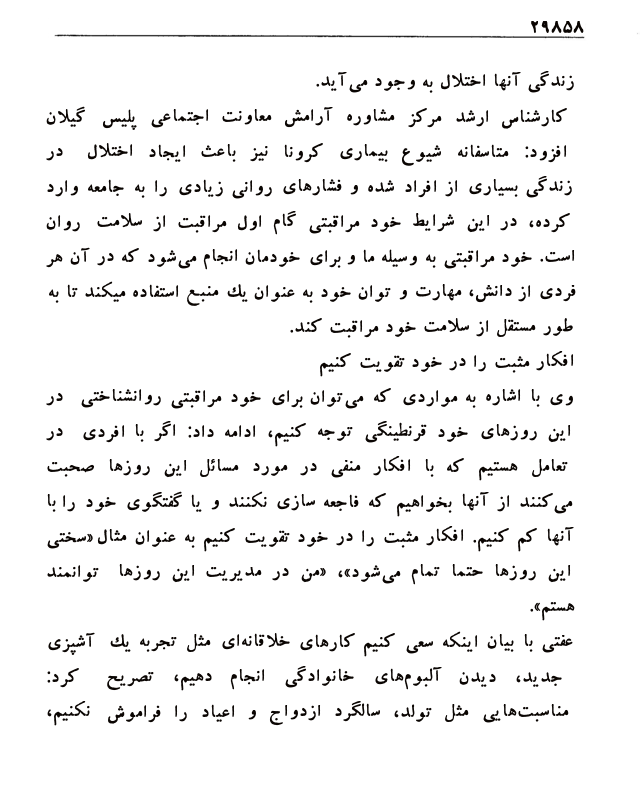 ۲۹۸۵۸
زندگی آنها اختلال به وجود می‌آید.
کارشناس ارشد مرکز مشاوره آرامش معاونت اجتماعی پلیس گیلان
افزود: متاسفانه شیوع بیماری کرونا نیز باعث ایجاد اختلال در
زندگی بسیاری از افراد شده و فشارهای روانی زیادی را به جامعه وارد
کرده، در این شرایط خود مراقبتی گام اول مراقبت از سلامت روان
است. خود مراقبتی به وسیله ما و برای خودمان انجام می‌شود که در آن هر
فردی از دانش، مهارت و توان خود به عنوان یك منبع استفاده میکند تا به
طور مستقل از سلامت خود مراقبت کند.
افکار مثبت را در خود تقویت کنیم
وی با اشاره به مواردی که می‌توان برای خود مراقبتی روانشناختی در
این روزهای خود قرنطینگی توجه کنیم، ادامه داد: اگر با افردی در
تعامل هستیم که با افکار منفی در مورد مسائل این روزها صحبت
می‌کنند از آنها بخواهیم که فاجعه سازی نکنند و یا گفتگوی خود را با
آنها کم کنیم. افکار مثبت را در خود تقویت کنیم به عنوان مثال «سختی
این روزها حتما تمام می‌شود»، «من در مدیریت این روزها توانمند
هستم».
عفتی با بیان اینکه سعی کنیم کارهای خلاقانه‌ای مثل تجربه یك آشپزی
جدید، دیدن آلبوم‌های خانوادگی انجام دهیم، تصریح کرد:
مناسبت‌هایی مثل تولد، سالگرد ازدواج و اعیاد را فراموش نکنیم،